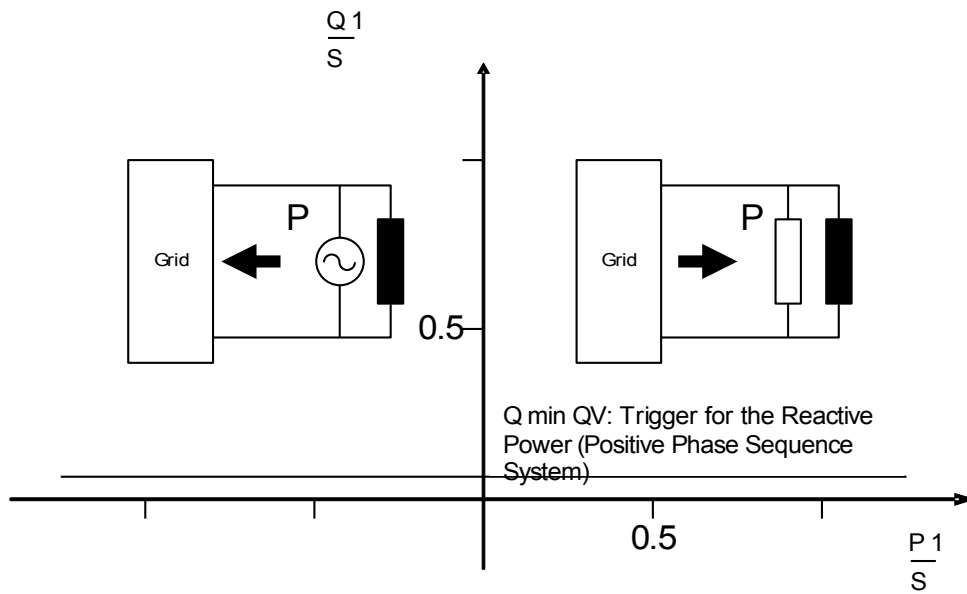 Q 1
S
P
P
Grid
Grid
0.5
Q min QV: Trigger for the Reactive
Power (Positive Phase Sequence
System)
0.5
P 1
S